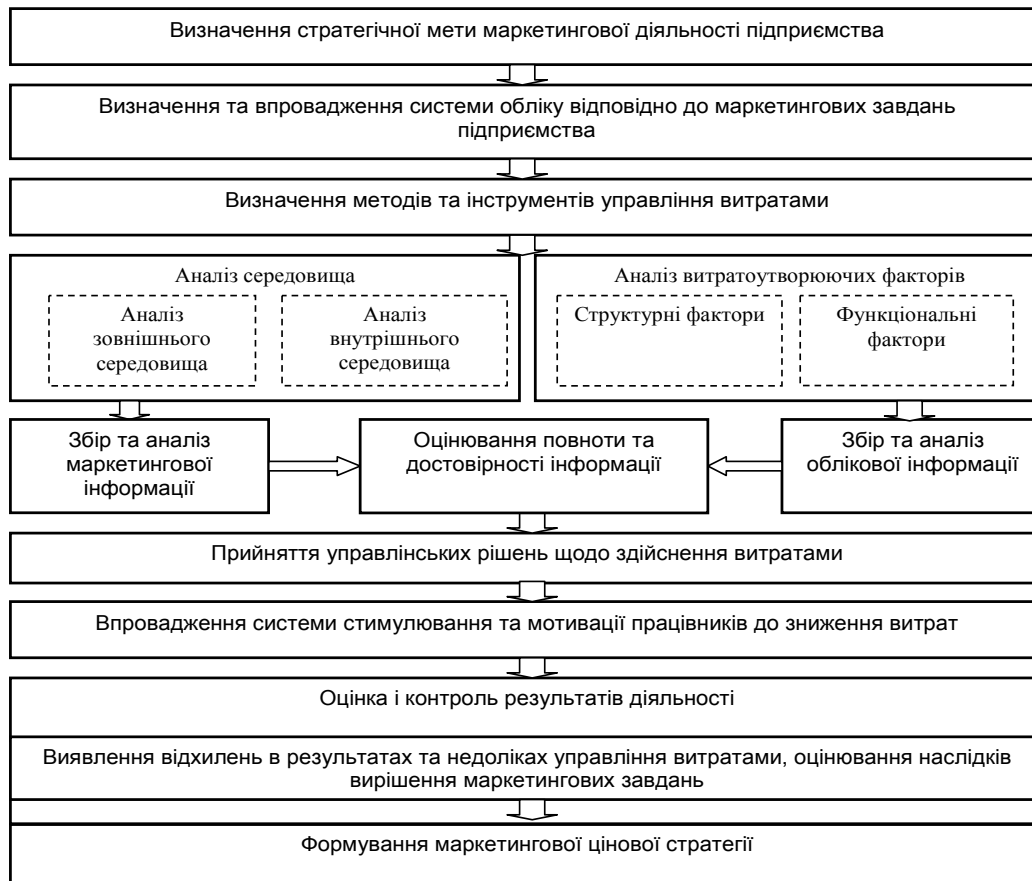 Визначення стратегічної мети маркетингової діяльності підприємства
Визначення та впровадження системи обліку відповідно до маркетингових завдань
підприємства
Визначення методів та інструментів управління витратами
Аналіз середовища
Аналіз
зовнішнього
середовища
Аналіз
внутрішнього
середовища
Аналіз витратоутворюючих факторів
Структурні фактори
Функціональні
фактори
Збір та аналіз
маркетингової
інформації
Оцінювання повноти та
достовірності інформації
Збір та аналіз
облікової інформації
Прийняття управлінських рішень щодо здійснення витратами
Впровадження системи стимулювання та мотивації працівників до зниження витрат
Оцінка і контроль результатів діяльності
Виявлення відхилень в результатах та недоліках управління витратами, оцінювання наслідків
вирішення маркетингових завдань
Формування маркетингової цінової стратегії